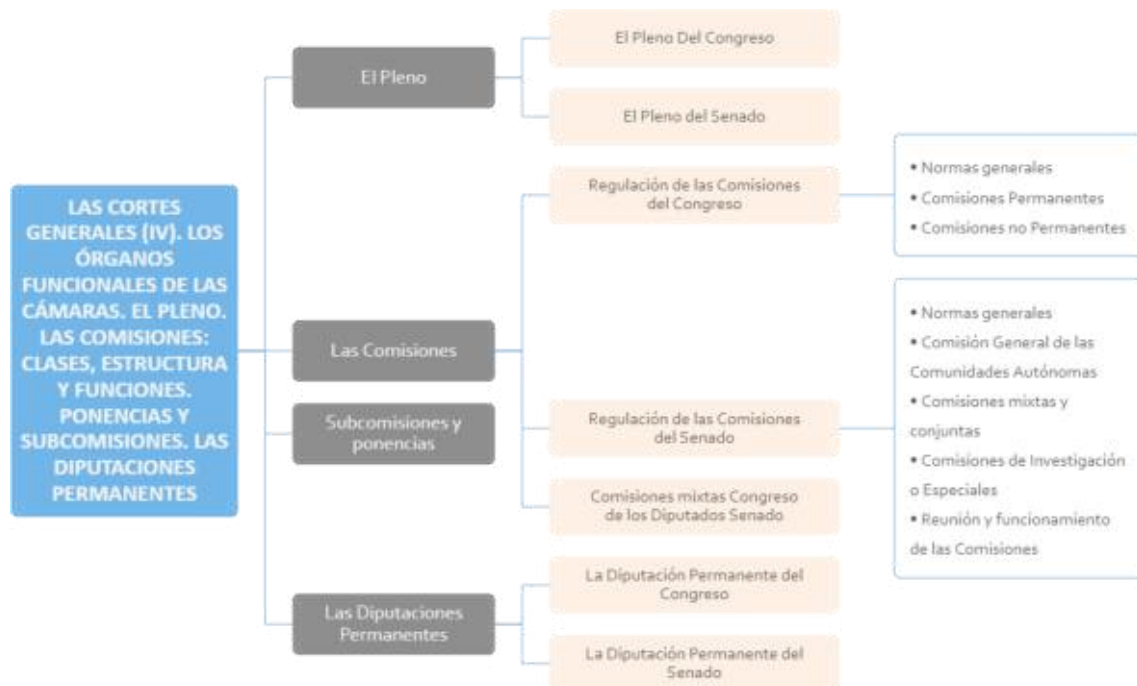 LAS CORTES
GENERALES (IV). LOS
ÓRGANOS
FUNCIONALES DE LAS
CÁMARAS. EL PLENO.
LAS COMISIONES:
CLASES, ESTRUCTURA
Y FUNCIONES.
PONENCIAS Y
SUBCOMISIONES. LAS
DIPUTACIONES
PERMANENTES
El Pleno
El Pleno Del Congreso
El Pleno del Senado
Las Comisiones
Regulación de las Comisiones
del Congreso
• Normas generales
• Comisiones Permanentes
• Comisiones no Permanentes
Regulación de las Comisiones
del Senado
• Normas generales
• Comisión General de las
Comunidades Autónomas
• Comisiones mixtas y
conjuntas
• Comisiones de Investigación
o Especiales
• Reunión y funcionamiento
de las Comisiones
Comisiones mixtas Congreso
de los Diputados Senado
Subcomisiones y
ponencias
Las Diputaciones
Permanentes
La Diputación Permanente del
Congreso
La Diputación Permanente del
Senado